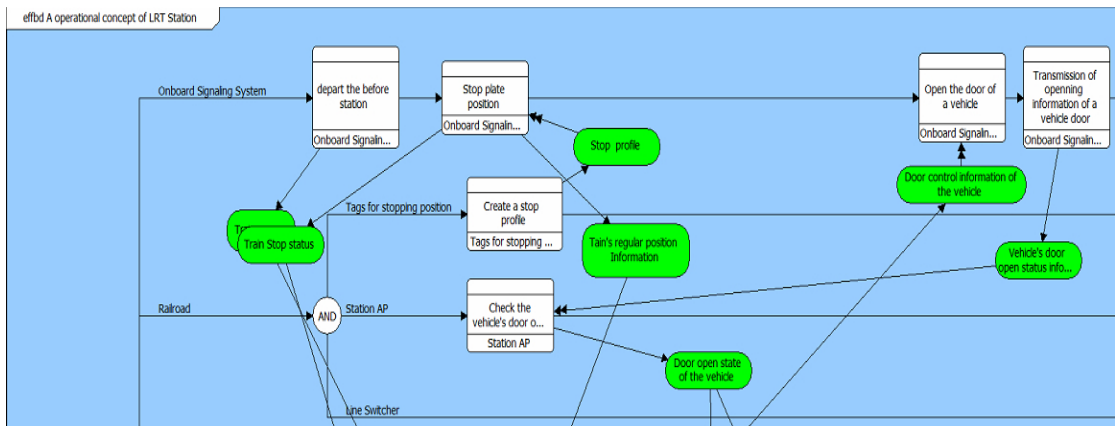 effbd A operational concept of LRT Station
Onboard Signaling System
depart the before
station
Onboard Signalin...
Stop plate
position
Onboard Signalin...
Open the door of
a vehicle
Onboard Signalin...
Transmission of
openning
information of a
vehicle door
Onboard Signalin...
Stop profile
Door control information of
the vehicle
Tags for stopping position
Create a stop
profile
Tags for stopping ...
Train Stop status
Tain's regular position
Information
Vehicle's door
open status info...
Railroad
AND
Station AP
Check the
vehicle's door o...
Station AP
Door open state
of the vehicle
Line Switcher